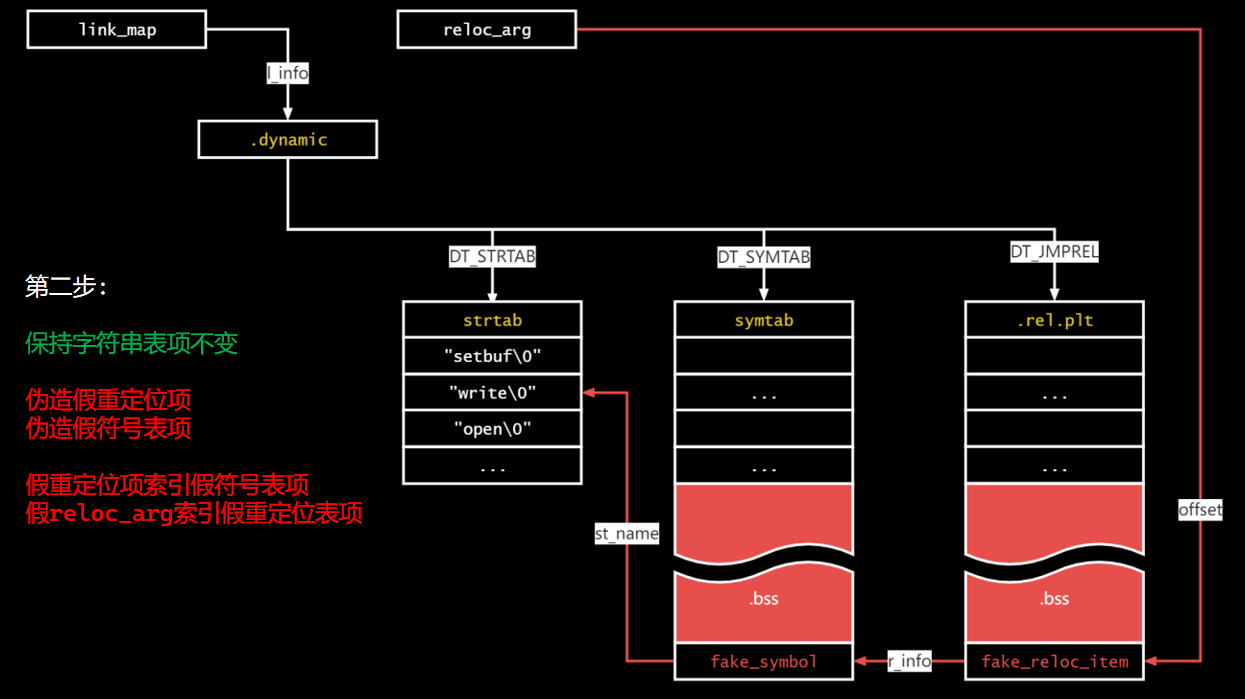 link_map
reloc_arg
l_info
.dynamic
DT_STRTAB
DT_SYMTAB
DT_JMPREL
第二步:
保持字符串表项不变
伪造假重定位项
伪造假符号表项
假重定位项索引假符号表项
假reloc_arg索引假重定位表项
strtab
"setbuf\0"
"write\0"
"open\0"
...
symtab
...
...
.rel.plt
...
...
offset
st_name
.bss
.bss
fake_symbol
r_info
fake_reloc_item